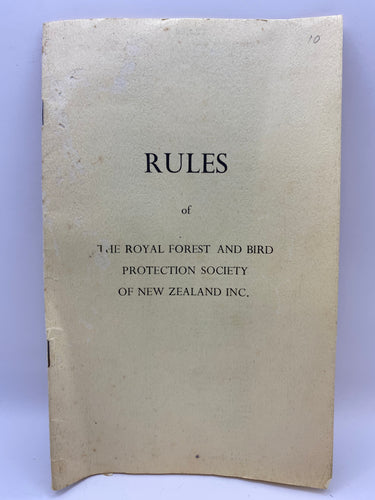 10
RULES
of
THE ROYAL FOREST AND BIRD
PROTECTION SOCIETY
OF NEW ZEALAND INC.